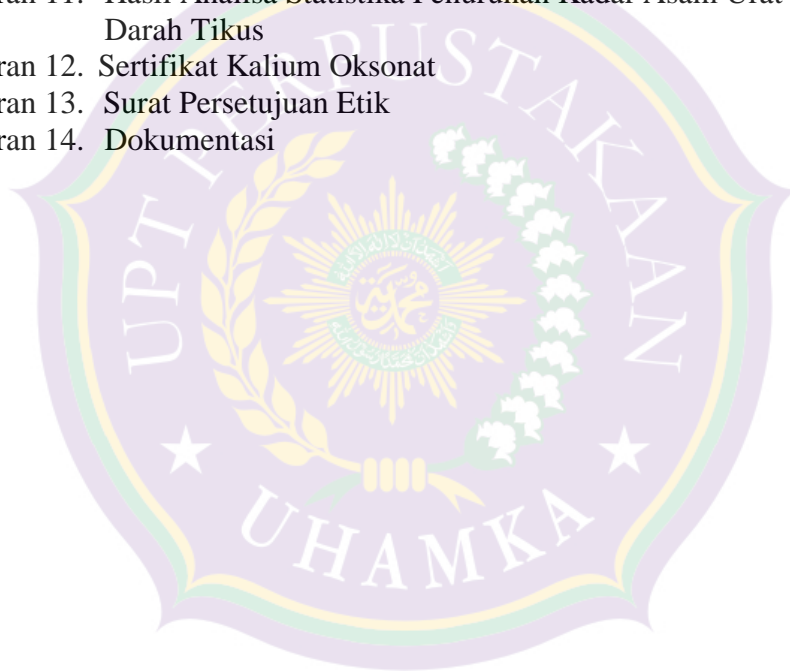 ran 11. Hasil Analisa Statistika Penurunan Kadar Asam Urat
Darah Tikus
ran 12. Sertifikat Kalium Oksonat
ran 13. Surat Persetujuan Etik
ran 14. Dokumentasi
UPT PERPUSTAKAAN
UHAMKA